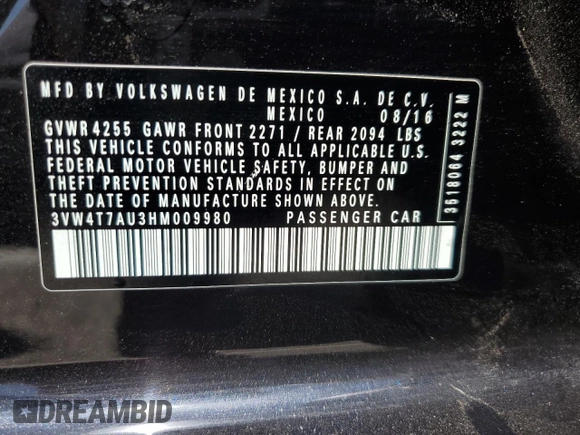 MFD BY VOLKSWAGEN DE MEXICO S.A. DE C.V.
MEXICO 08/16
GVWR 4255 GAWR FRONT 2271 / REAR 2094 LBS
THIS VEHICLE CONFORMS TO ALL APPLICABLE U.S.
FEDERAL MOTOR VEHICLE SAFETY, BUMPER AND
THEFT PREVENTION STANDARDS IN EFFECT ON
THE DATE OF MANUFACTURE SHOWN ABOVE.
3VW4T7AU3HM009980 PASSENGER CAR
3518064 3222 M
DREAMBID